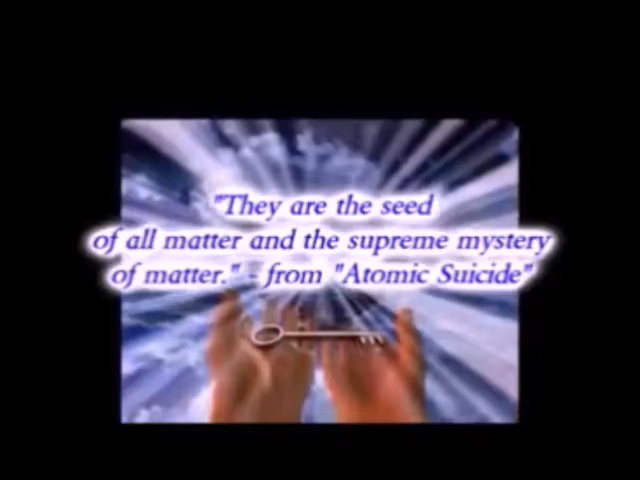 "They are the seed
of all matter and the supreme mystery
of matter." - from "Atomic Suicide"